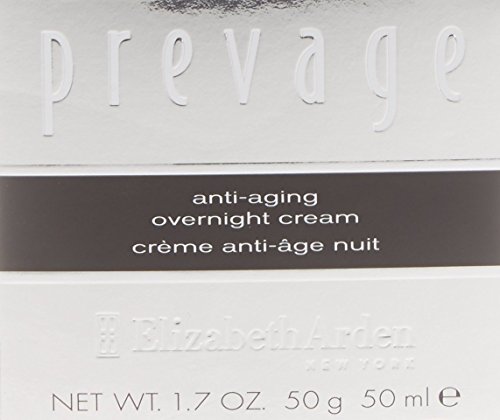 prevage
anti-aging
overnight cream
crème anti-âge nuit
Elizabeth Arden
NEW YORK
NET WT. 1.7 OZ. 50 g 50 ml ℮